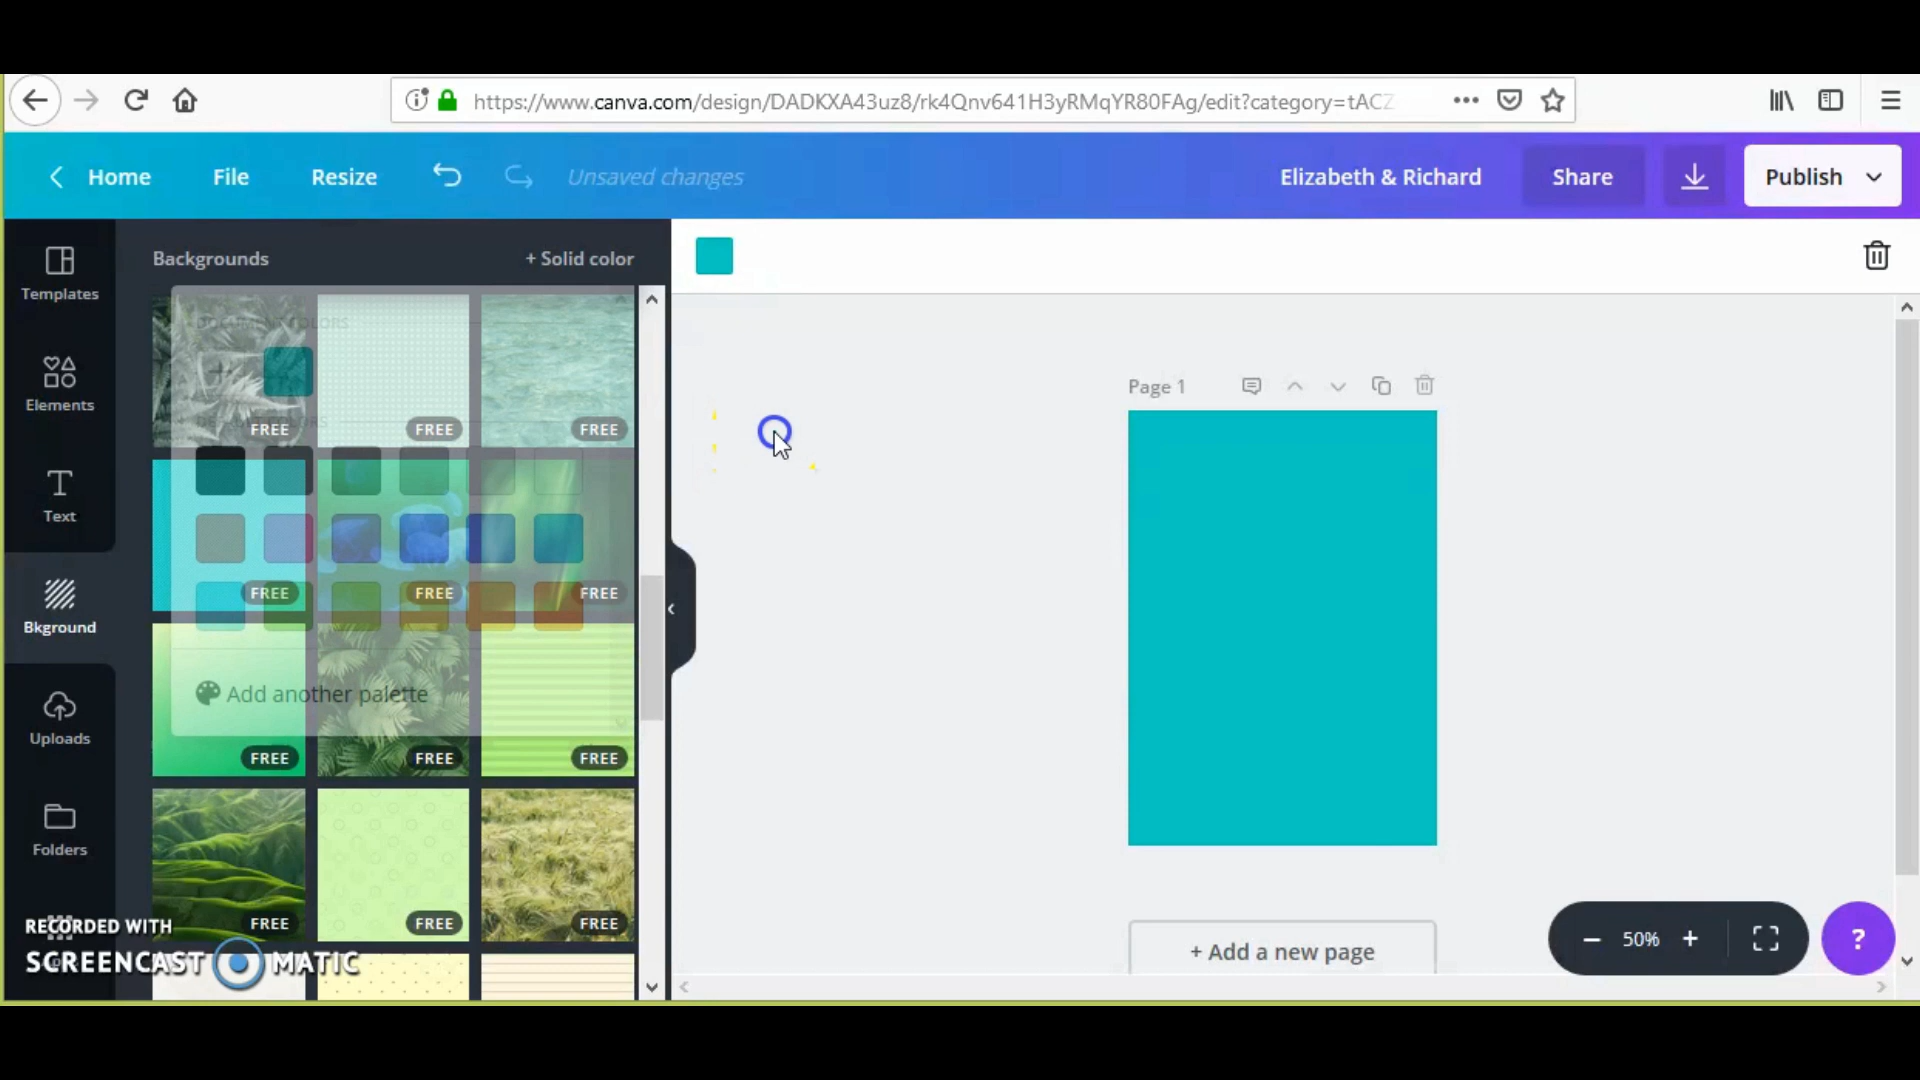 https://www.canva.com/design/DADKXA43uz8/rk4Qnv641H3yRMqYR80FAg/edit?category=tACZ
Home File Resize Unsaved changes Elizabeth & Richard Share Publish
Templates
Elements
Text
Bkground
Uploads
Folders
Backgrounds + Solid color
DOCUMENT COLORS
FREE FREE FREE
FREE FREE FREE
Add another palette
FREE FREE FREE
FREE FREE FREE
Page 1
+ Add a new page
50%
?
RECORDED WITH
SCREENCAST MATIC